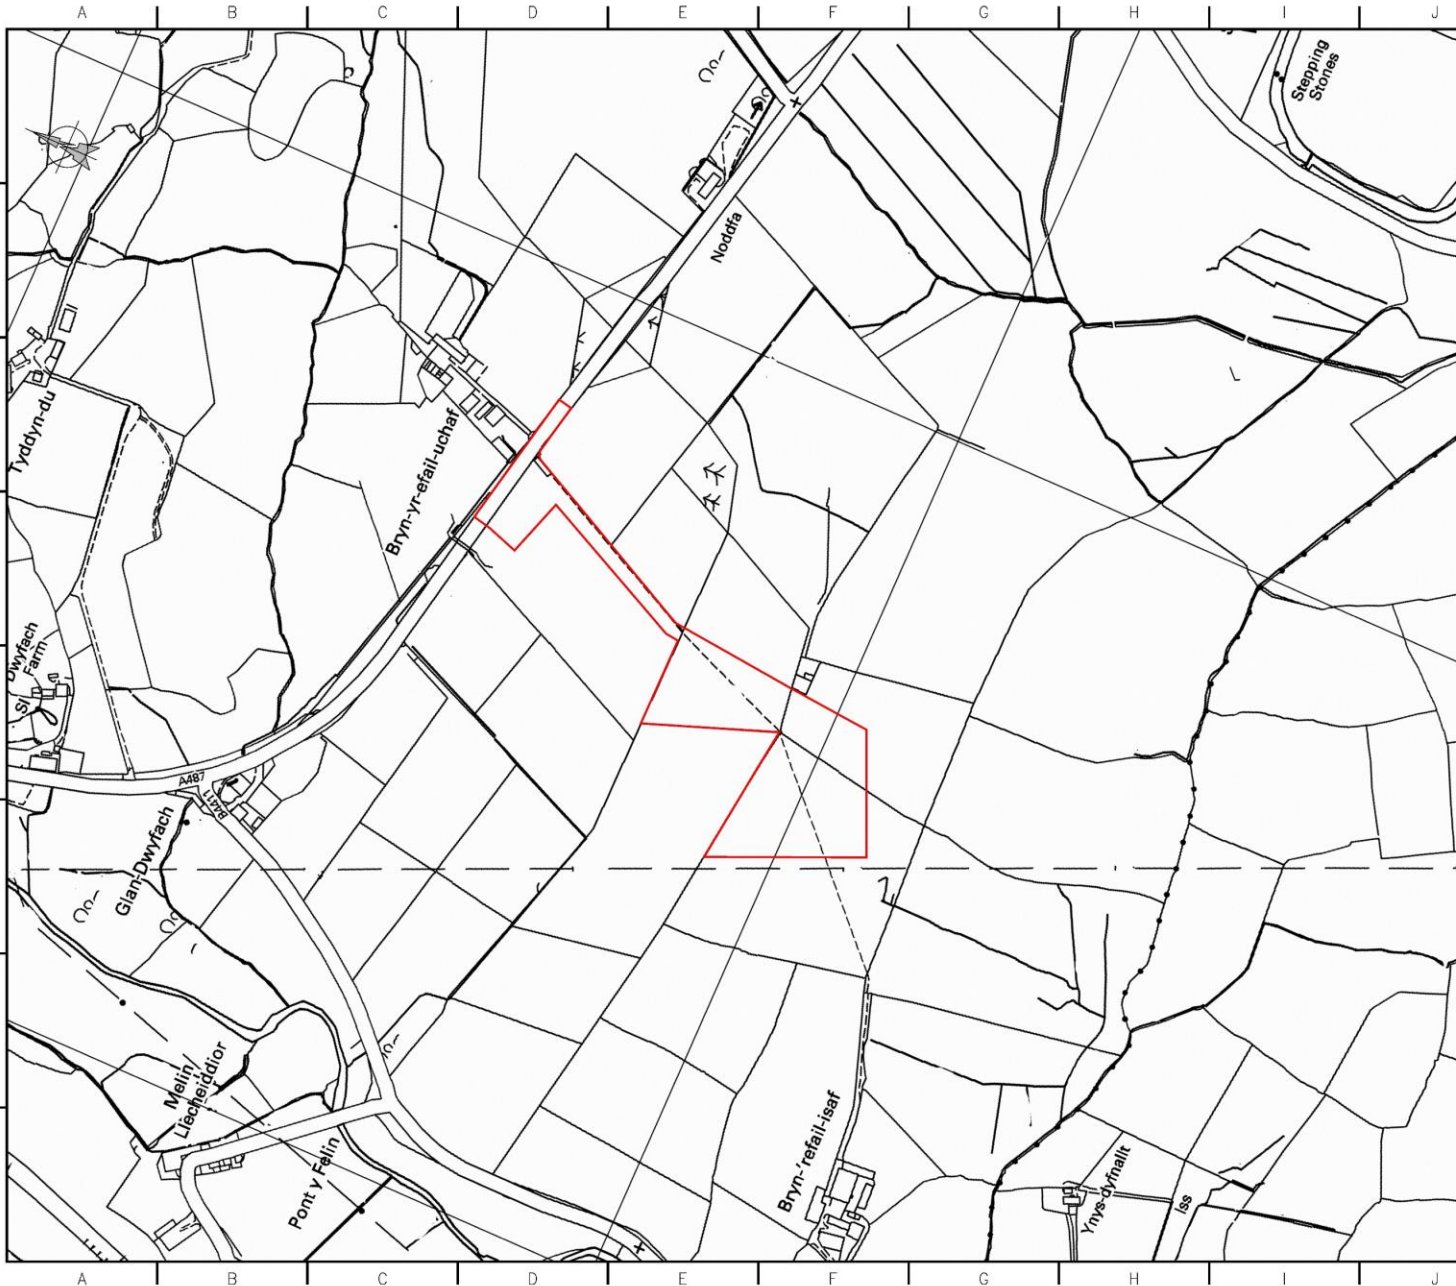 A B C D E F G H I J
Stepping
Stones
Noddfa
Tyddyn-du
Bryn-yr-efail-uchaf
Dwyfach
Farm
Sl
A487
B4411
Glan-Dwyfach
Melin
Llecheiddior
Pont y Felin
Bryn-'refail-isaf
Ynys-dyfnallt
Iss
A B C D E F G H I J